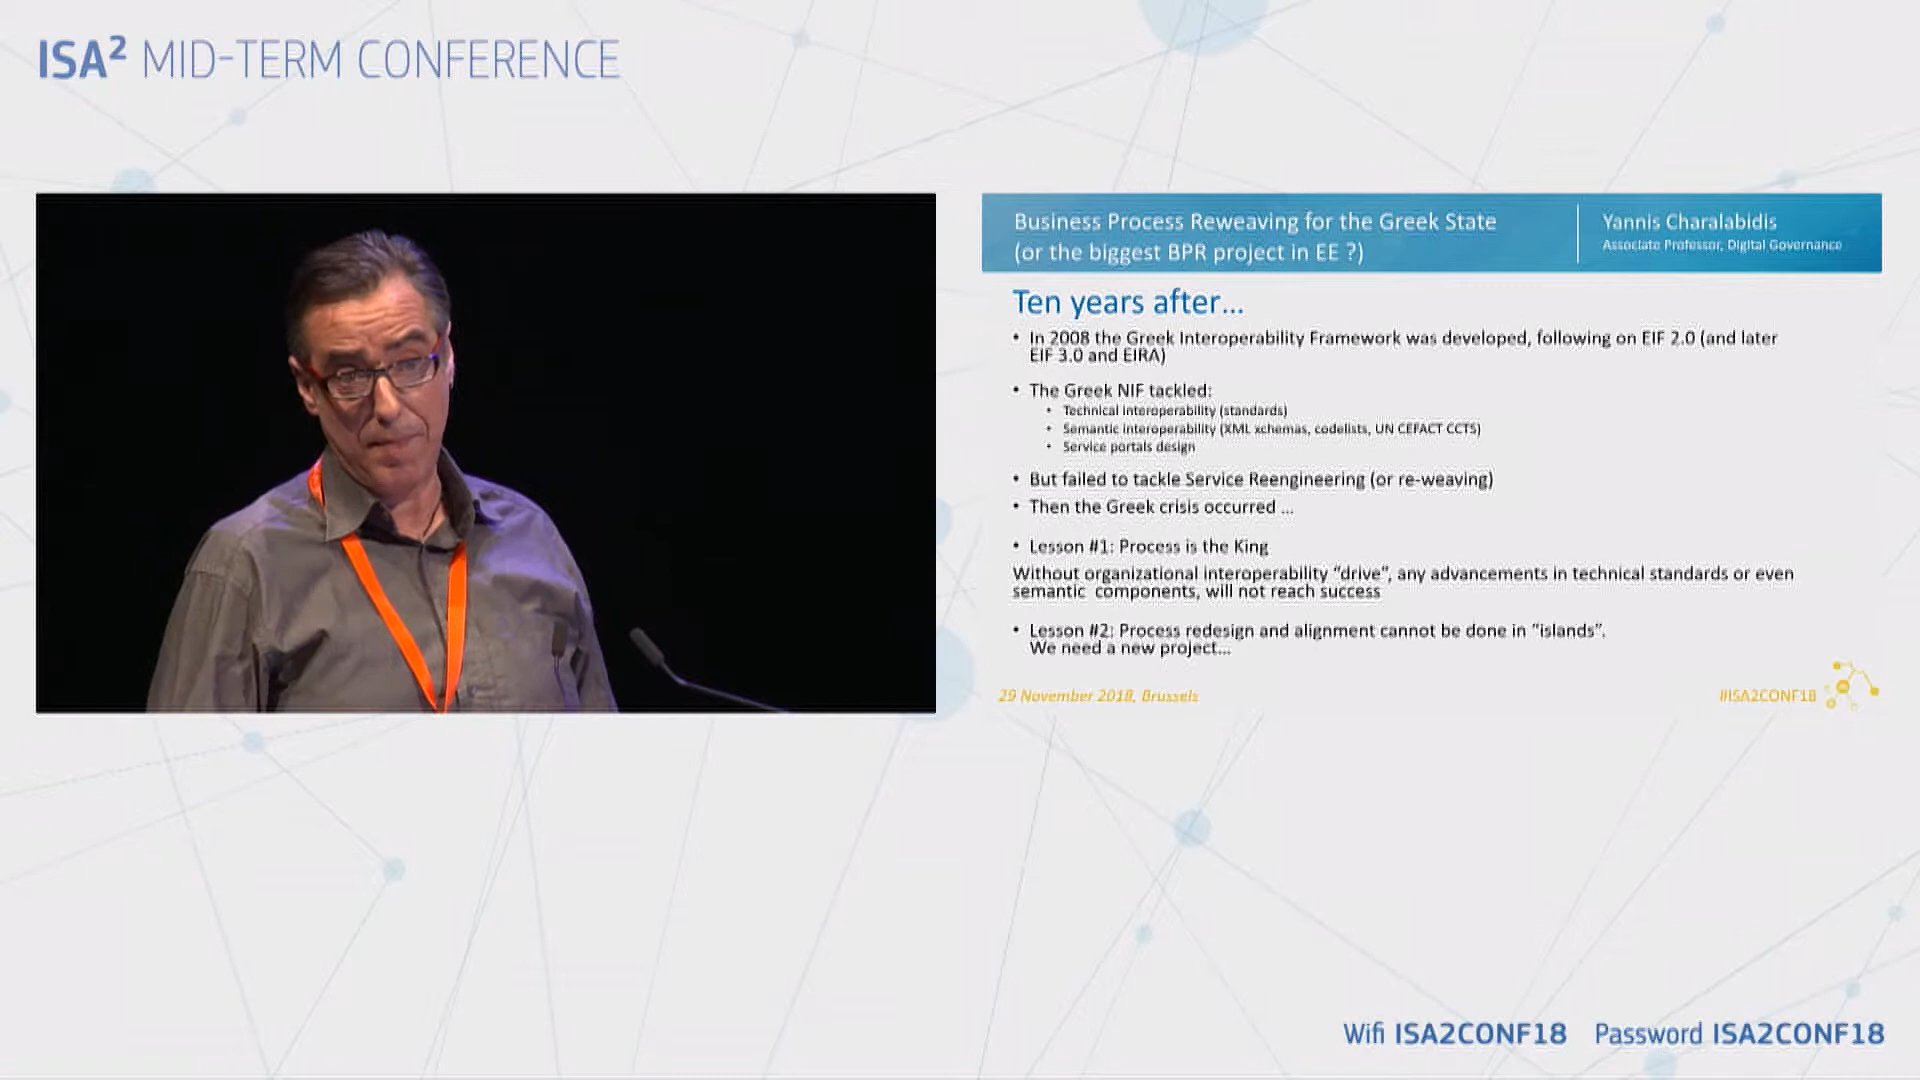 ISA² MID-TERM CONFERENCE
Business Process Reweaving for the Greek State
(or the biggest BPR project in EE ?)
Yannis Charalabidis
Associate Professor, Digital Governance
Ten years after...
• In 2008 the Greek Interoperability Framework was developed, following on EIF 2.0 (and later
EIF 3.0 and EIRA)
• The Greek NIF tackled:
• Technical Interoperability (standards)
• Semantic Interoperability (XML xchemas, codelists, UN CEFACT CCTS)
• Service portals design
• But failed to tackle Service Reengineering (or re-weaving)
• Then the Greek crisis occurred ...
• Lesson #1: Process is the King
Without organizational interoperability “drive”, any advancements in technical standards or even
semantic components, will not reach success
• Lesson #2: Process redesign and alignment cannot be done in “islands”.
We need a new project...
29 November 2018, Brussels
#ISA2CONF18
Wifi ISA2CONF18 Password ISA2CONF18